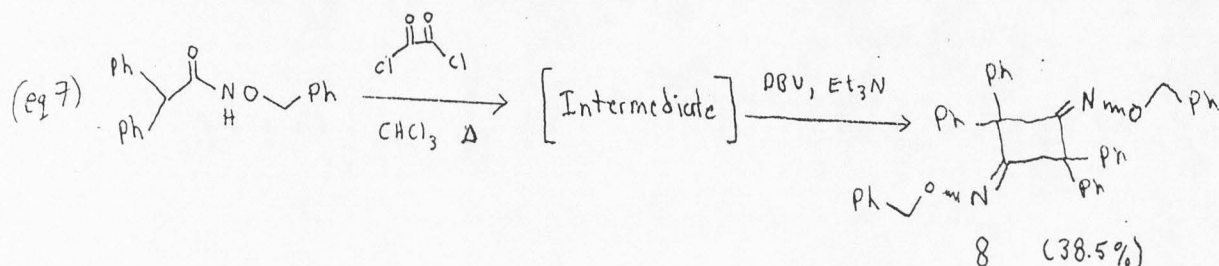 (eq 7)
Ph
Ph
O
N
H
O
Ph
O O
Cl Cl
CHCl3 Δ
[Intermediate]
DBU, Et3N
Ph
Ph
N
O
Ph
Ph
Ph
N
O
Ph
8 (38.5%)